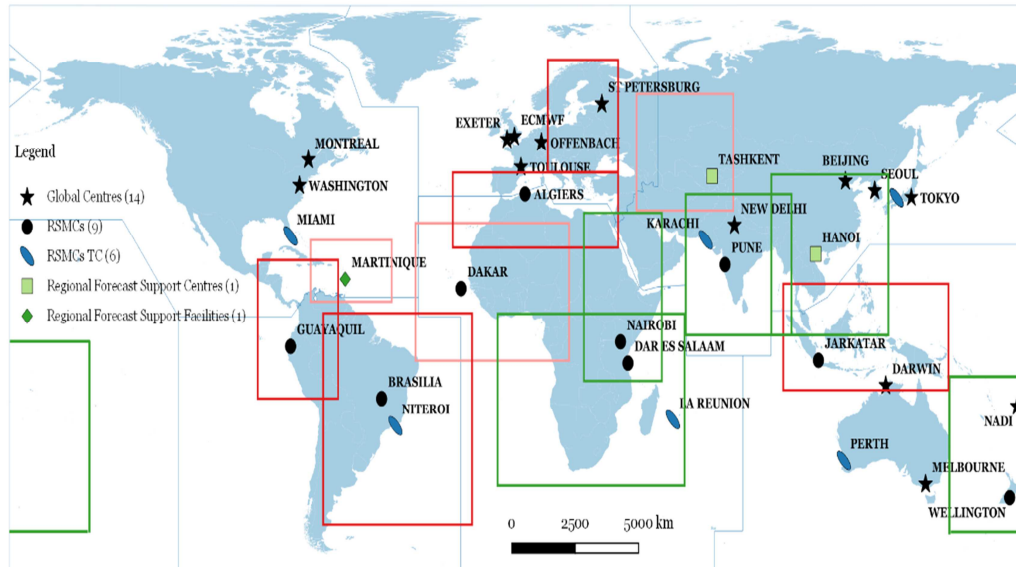 ST PETERSBURG
EXETER
ECMWF
OFFENBACH
MONTREAL
TOULOUSE
TASHKENT
BEIJING
SEOUL
Legend
WASHINGTON
ALGIERS
TOKYO
Global Centres (14)
RSMCs (9)
MIAMI
KARACHI
NEW DELHI
HANOI
RSMCs TC (6)
PUNE
MARTINIQUE
DAKAR
Regional Forecast Support Centres (1)
Regional Forecast Support Facilities (1)
GUAYAQUIL
NAIROBI
DAR ES SALAAM
JARKATAR
DARWIN
BRASILIA
NITEROI
LA REUNION
NADI
PERTH
MELBOURNE
WELLINGTON
0 2500 5000 km